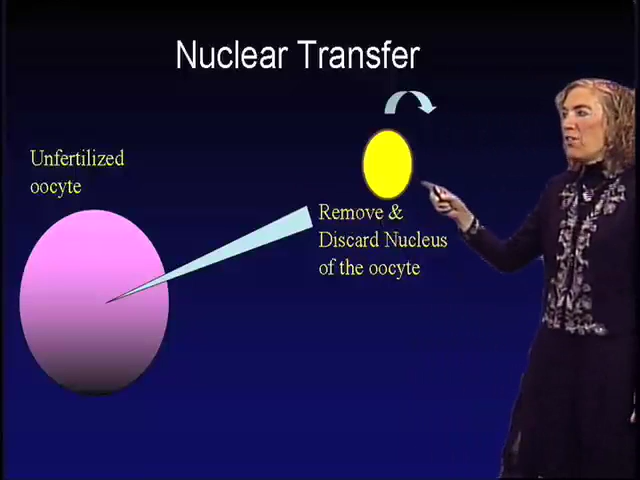 Nuclear Transfer
Unfertilized
oocyte
Remove &
Discard Nucleus
of the oocyte